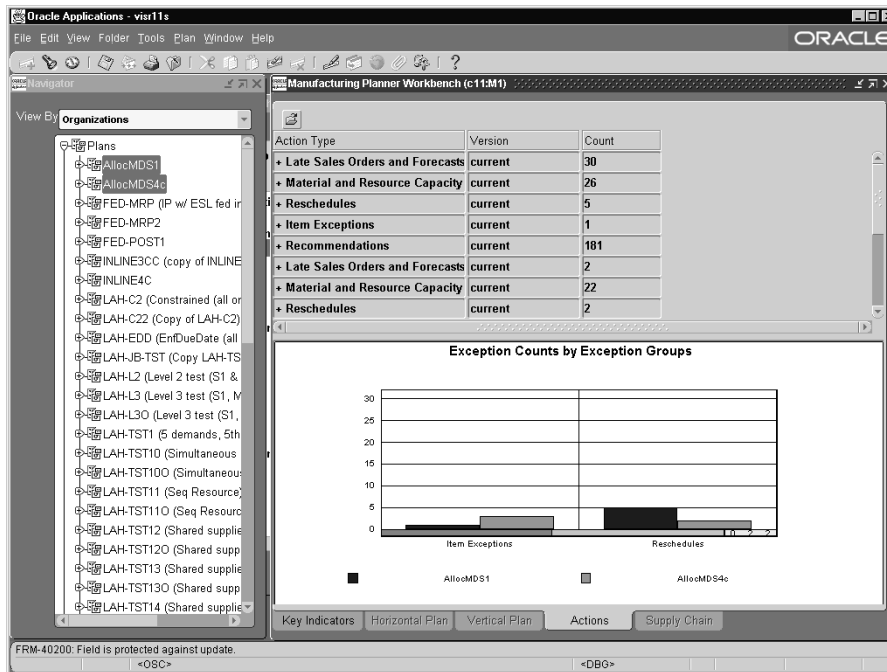 Oracle Applications - visr11s
File Edit View Folder Tools Plan Window Help
ORACLE
?
Navigator
Manufacturing Planner Workbench (c11:M1)
View By Organizations
Plans
AllocMDS1
AllocMDS4c
FED-MRP (IP w/ ESL fed in
FED-MRP2
FED-POST1
INLINE3CC (copy of INLINE
INLINE4C
LAH-C2 (Constrained (all or
LAH-C22 (Copy of LAH-C2)
LAH-EDD (EnfDueDate (all
LAH-JB-TST (Copy LAH-TS
LAH-L2 (Level 2 test (S1 &
LAH-L3 (Level 3 test (S1, M
LAH-L3O (Level 3 test (S1,
LAH-TST1 (5 demands, 5th
LAH-TST10 (Simultaneous
LAH-TST10O (Simultaneou
LAH-TST11 (Seq Resource)
LAH-TST11O (Seq Resourc
LAH-TST12 (Shared supplie
LAH-TST12O (Shared supp
LAH-TST13 (Shared supplie
LAH-TST13O (Shared supp
LAH-TST14 (Shared supplie
Action Type Version Count
+ Late Sales Orders and Forecasts current 30
+ Material and Resource Capacity current 26
+ Reschedules current 5
+ Item Exceptions current 1
+ Recommendations current 181
+ Late Sales Orders and Forecasts current 2
+ Material and Resource Capacity current 22
+ Reschedules current 2
Exception Counts by Exception Groups
30
25
20
15
10
5
0
0 2 2
Item Exceptions Reschedules
AllocMDS1 AllocMDS4c
Key Indicators Horizontal Plan Vertical Plan Actions Supply Chain
FRM-40200: Field is protected against update.
<OSC> <DBG>